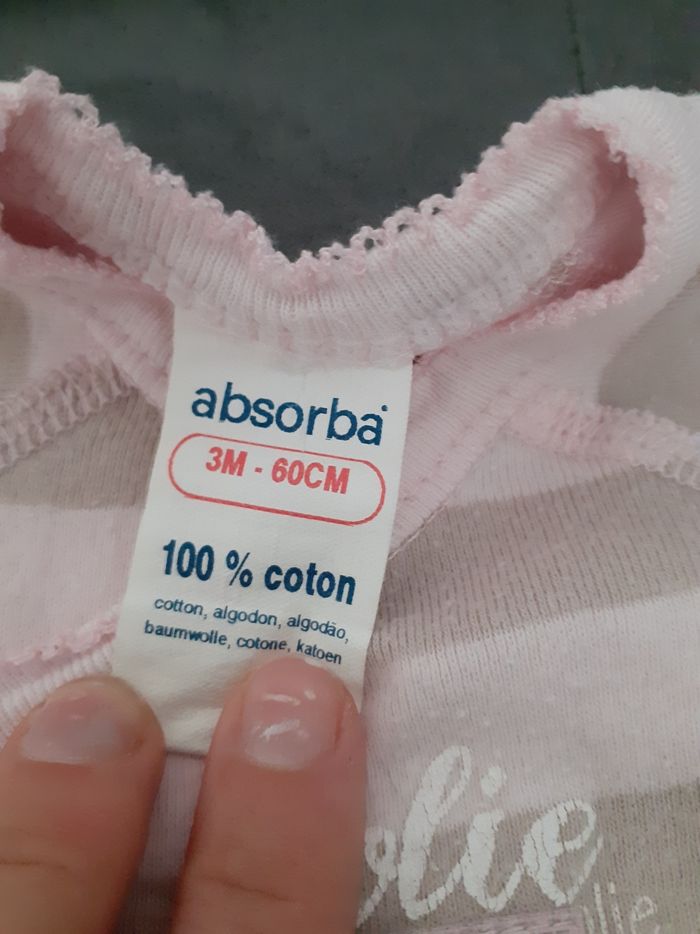 absorba
3M - 60CM
100 % coton
cotton, algodon, algodão,
baumwolle, cotone, katoen